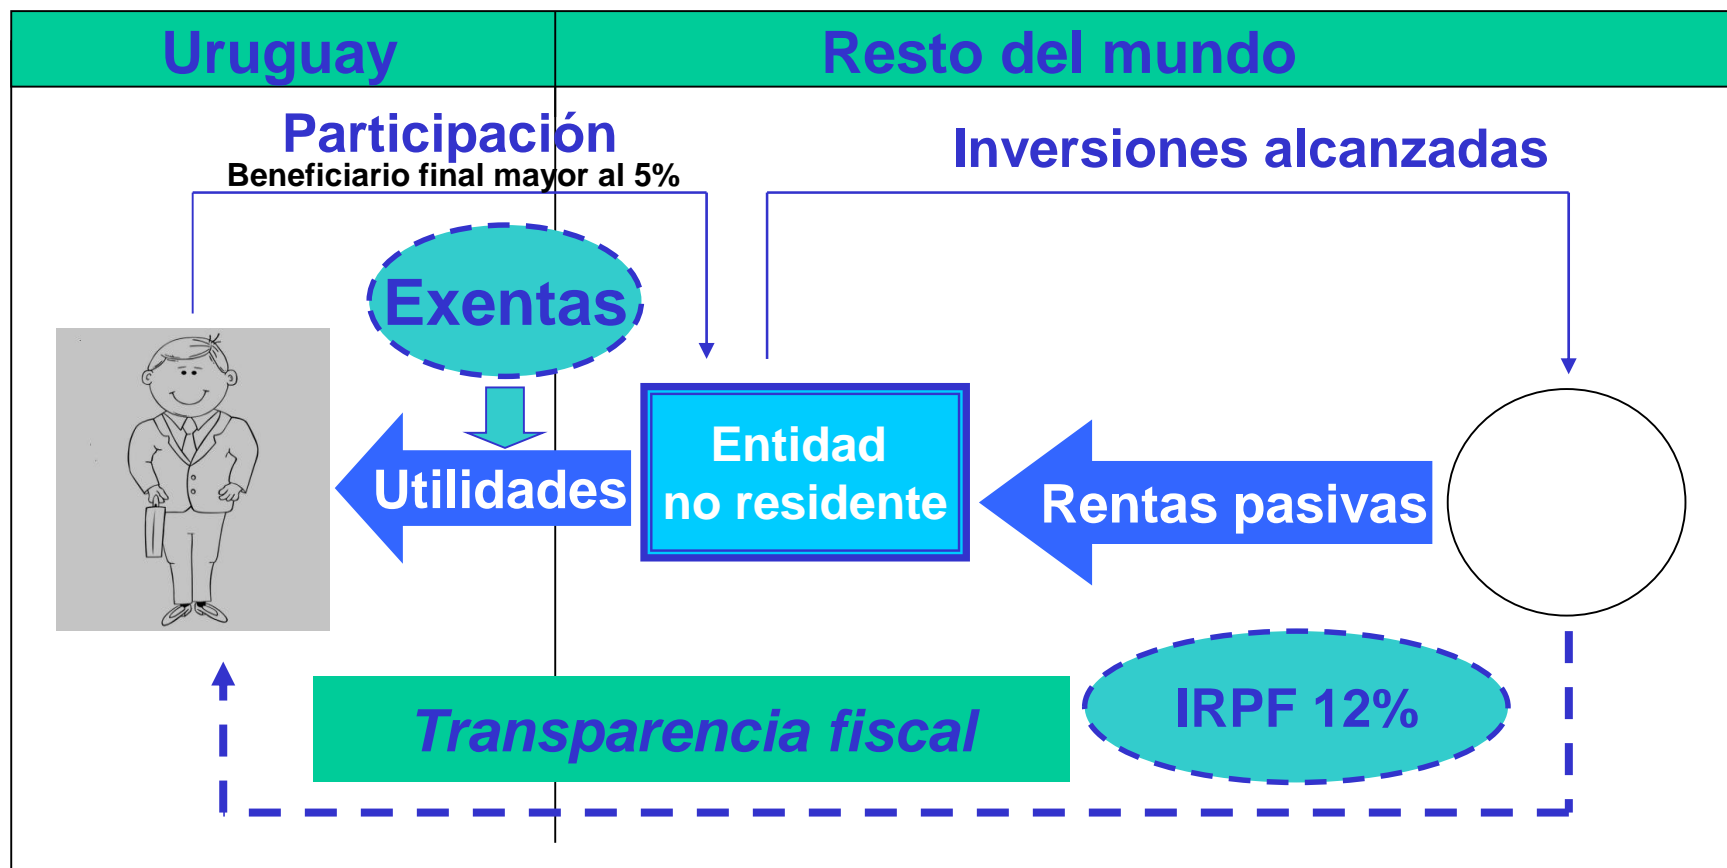 Uruguay
Resto del mundo
Participación
Beneficiario final mayor al 5%
Inversiones alcanzadas
Exentas
Utilidades
Entidad
no residente
Rentas pasivas
Transparencia fiscal
IRPF 12%